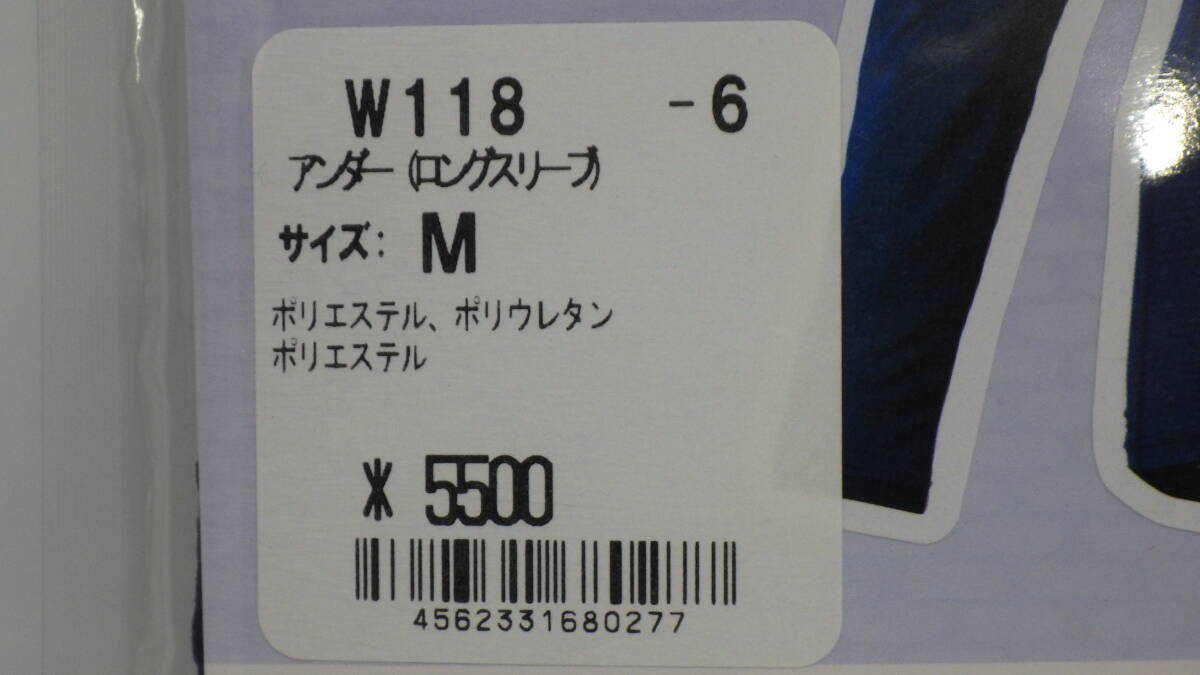 W118 -6
アンダー(ロングスリーブ)
サイズ: M
ポリエステル、ポリウレタン
ポリエステル
* 5500
4562331680277